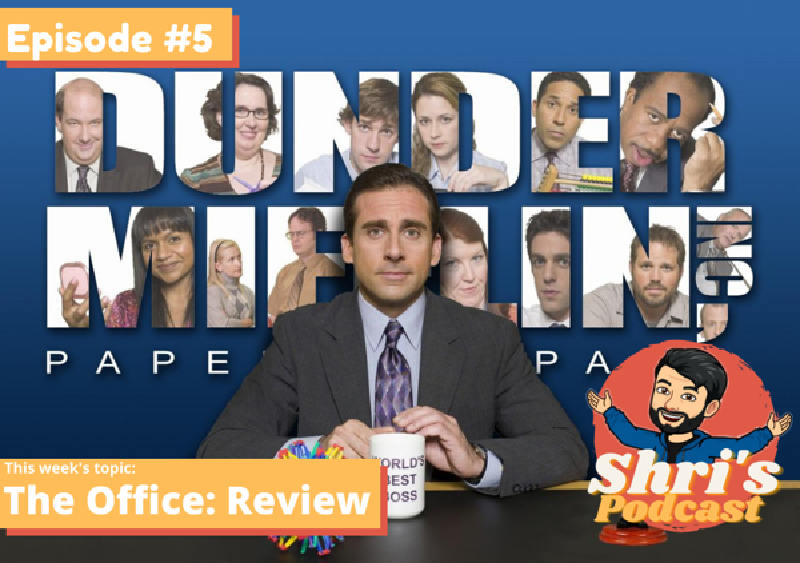 Episode #5
DUNDER
MIFFLIN INC.
PAPE PA
WORLD'S
BEST
BOSS
This week's topic:
The Office: Review
Shri's
Podcast